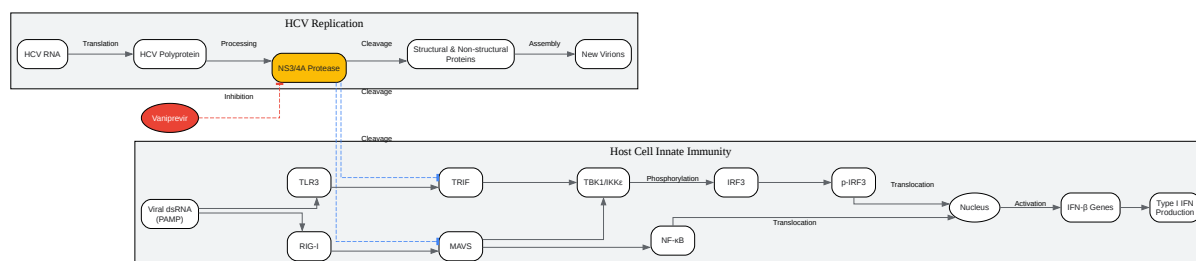 HCV Replication
HCV RNA
Translation
HCV Polyprotein
Processing
NS3/4A Protease
Cleavage
Structural & Non-structural
Proteins
Assembly
New Virions
Inhibition
Cleavage
Vaniprevir
Cleavage
Host Cell Innate Immunity
Viral dsRNA
(PAMP)
TLR3
TRIF
TBK1/IKKε
Phosphorylation
IRF3
p-IRF3
Translocation
RIG-I
MAVS
NF-κB
Translocation
Nucleus
Activation
IFN-β Genes
Type I IFN
Production